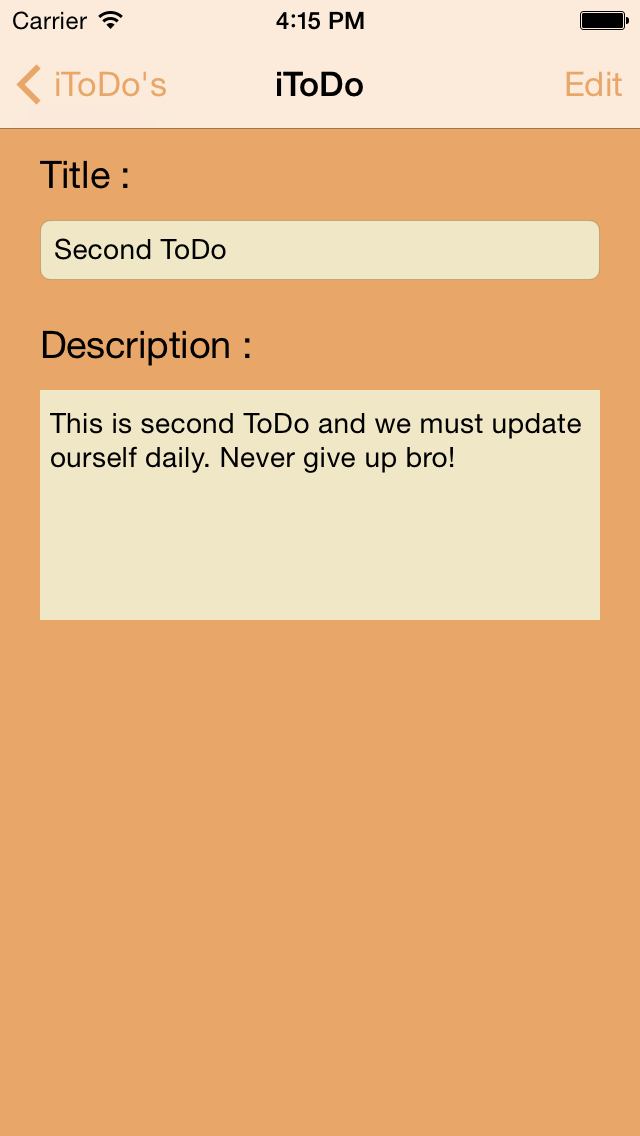 Carrier 4:15 PM
iToDo's iToDo Edit
Title :
Second ToDo
Description :
This is second ToDo and we must update
ourself daily. Never give up bro!